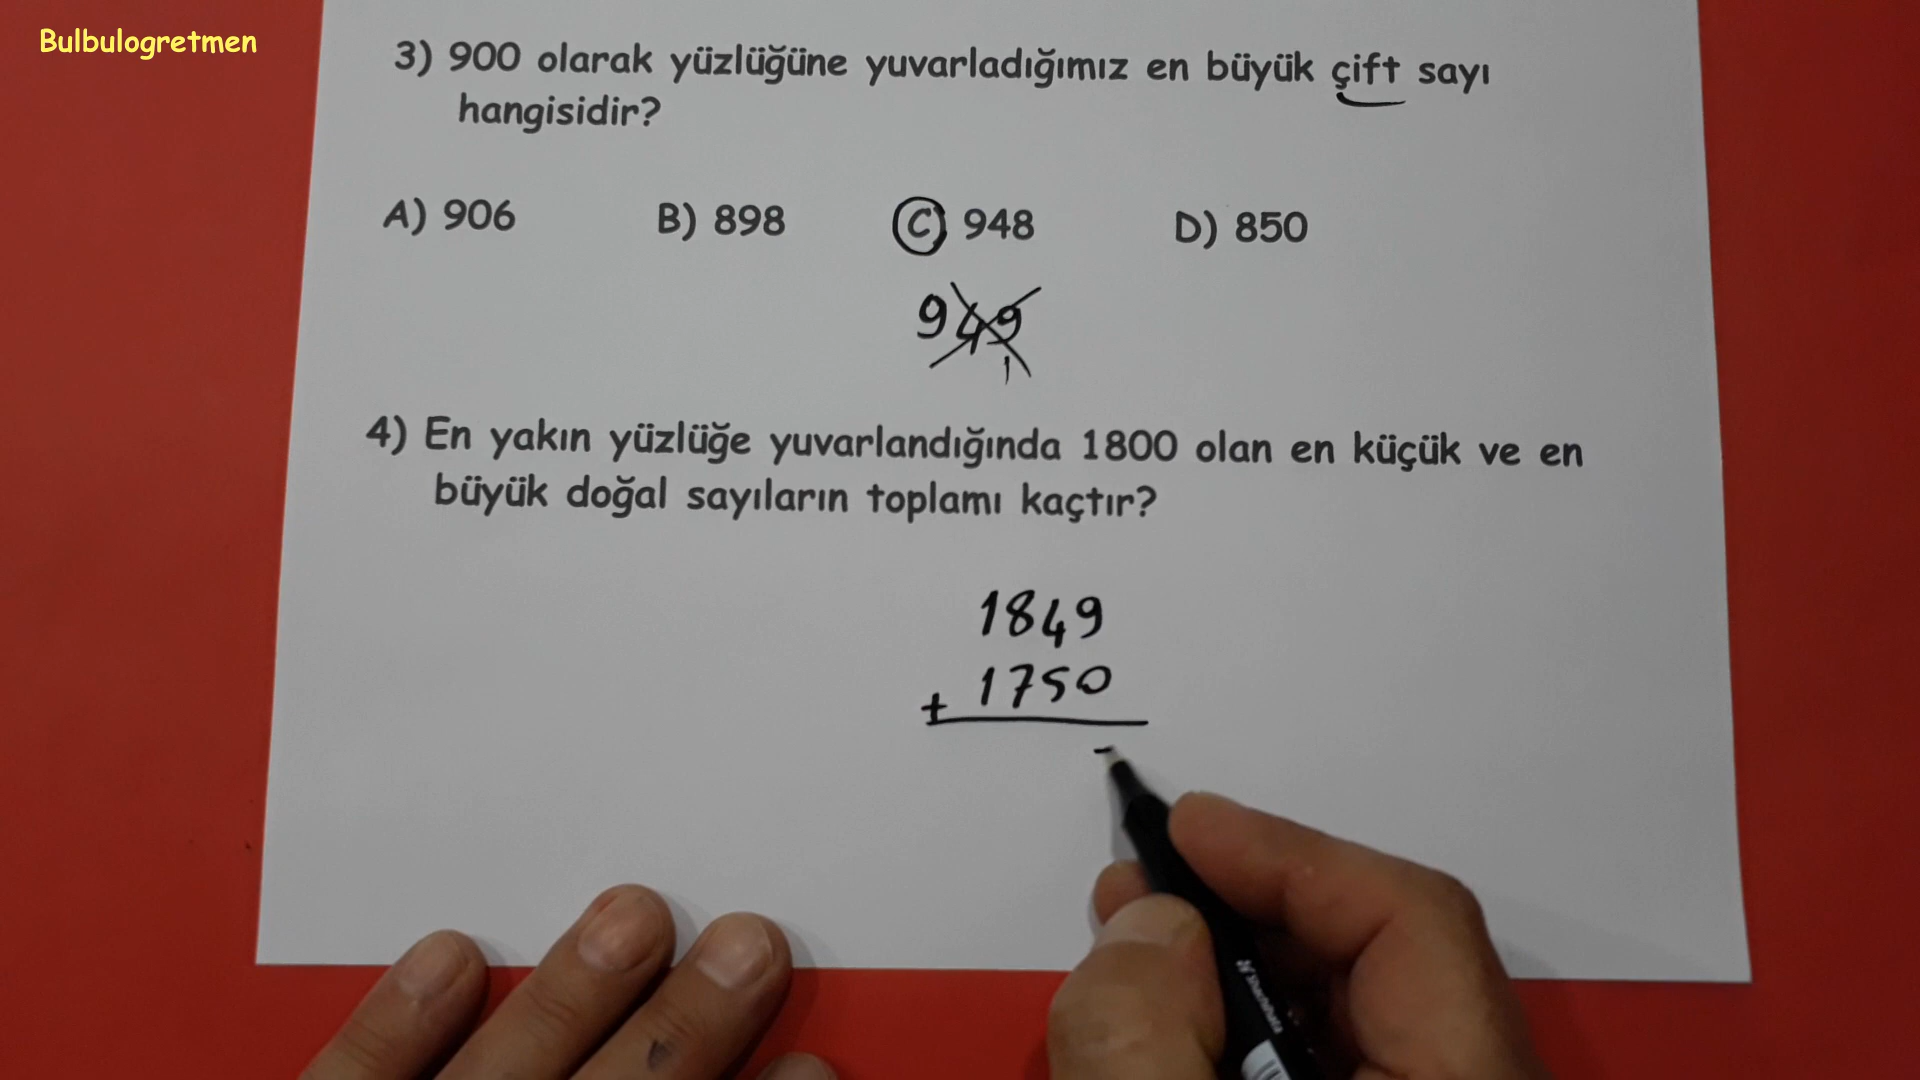 Bulbulogretmen
3) 900 olarak yüzlüğüne yuvarladığımız en büyük çift sayı
hangisidir?
A) 906 B) 898 C) 948 D) 850
949
4) En yakın yüzlüğe yuvarlandığında 1800 olan en küçük ve en
büyük doğal sayıların toplamı kaçtır?
1849
+ 1750